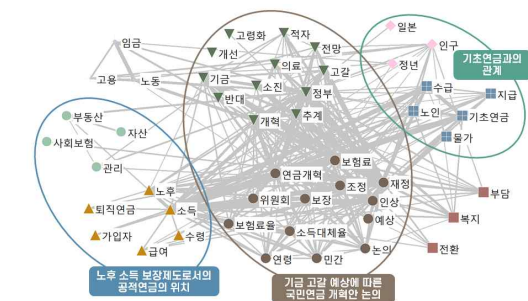 고령화
적자
일본
임금
개선
전망
인구
의료
정년
기초연금과의
관계
고용
노동
기금
고갈
소진
수급
반대
정부
지급
부동산
개혁
추계
노인
기초연금
자산
물가
사회보험
관리
보험료
연금개혁
노후
조정
재정
부담
퇴직연금
소득
위원회
보장
인상
예상
복지
가입자
수령
보험료율
소득대체율
급여
연령
민간
논의
전환
노후 소득 보장제도로서의
공적연금의 위치
기금 고갈 예상에 따른
국민연금 개혁안 논의